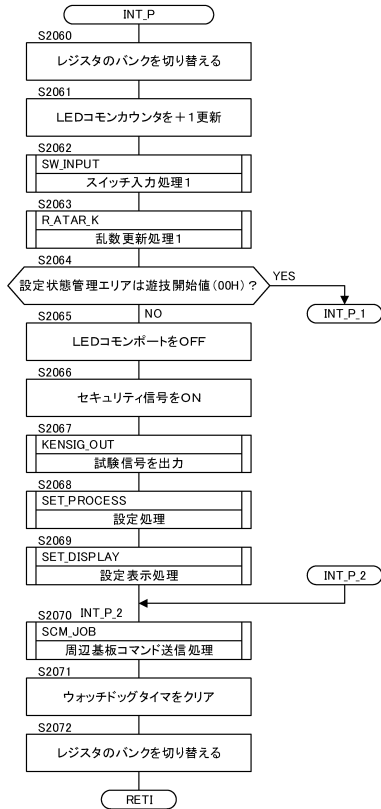 INT_P
S2060
レジスタのバンクを切り替える
S2061
LEDコモンカウンタを＋1更新
S2062
SW_INPUT
スイッチ入力処理1
S2063
R_ATAR_K
乱数更新処理1
S2064
設定状態管理エリアは遊技開始値(00H)？
YES
INT_P_1
NO
S2065
LEDコモンポートをOFF
S2066
セキュリティ信号をON
S2067
KENSIG_OUT
試験信号を出力
S2068
SET_PROCESS
設定処理
S2069
SET_DISPLAY
設定表示処理
INT_P_2
S2070 INT_P_2
SCM_JOB
周辺基板コマンド送信処理
S2071
ウォッチドッグタイマをクリア
S2072
レジスタのバンクを切り替える
RETI